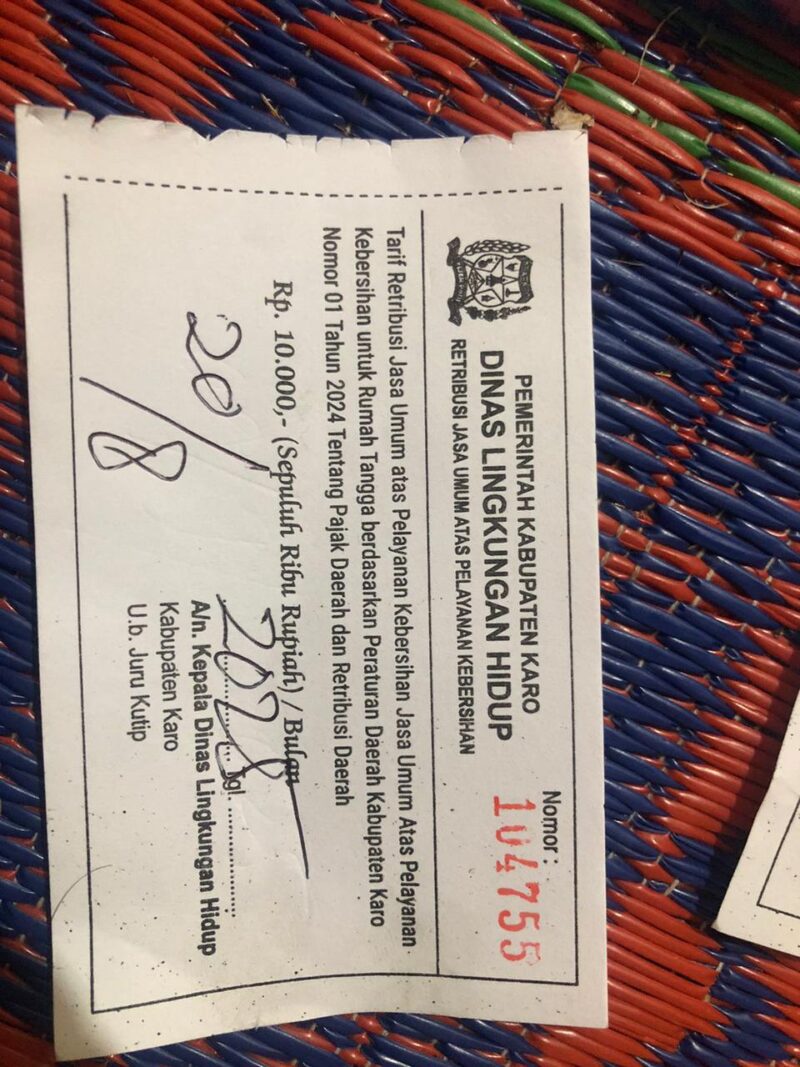 PEMERINTAH KABUPATEN KARO
DINAS LINGKUNGAN HIDUP
RETRIBUSI JASA UMUM ATAS PELAYANAN KEBERSIHAN
Nomor :
104755
Tarif Retribusi Jasa Umum atas Pelayanan Kebersihan Jasa Umum Atas Pelayanan
Kebersihan untuk Rumah Tangga berdasarkan Peraturan Daerah Kabupaten Karo
Nomor 01 Tahun 2024 Tentang Pajak Daerah dan Retribusi Daerah
Rp. 10.000,- (Sepuluh Ribu Rupiah) / Bulan
20/8 2025
Tgl. ................
A/n. Kepala Dinas Lingkungan Hidup
Kabupaten Karo
U.b. Juru Kutip